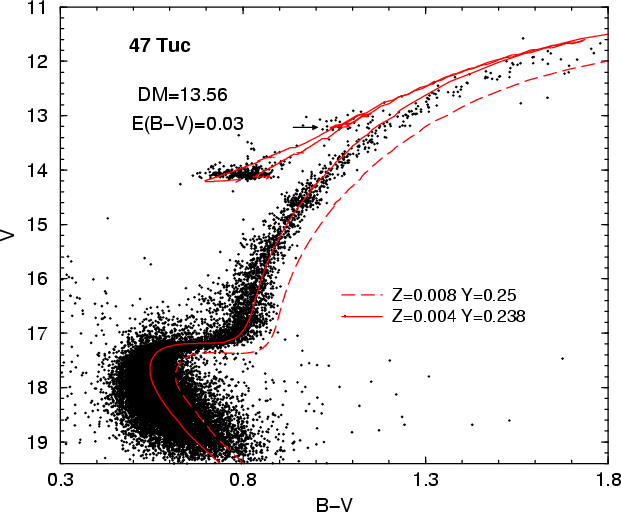 11
12
13
14
15
16
17
18
19
V
47 Tuc
DM=13.56
E(B−V)=0.03
Z=0.008 Y=0.25
Z=0.004 Y=0.238
0.3 0.8 1.3 1.8
B−V